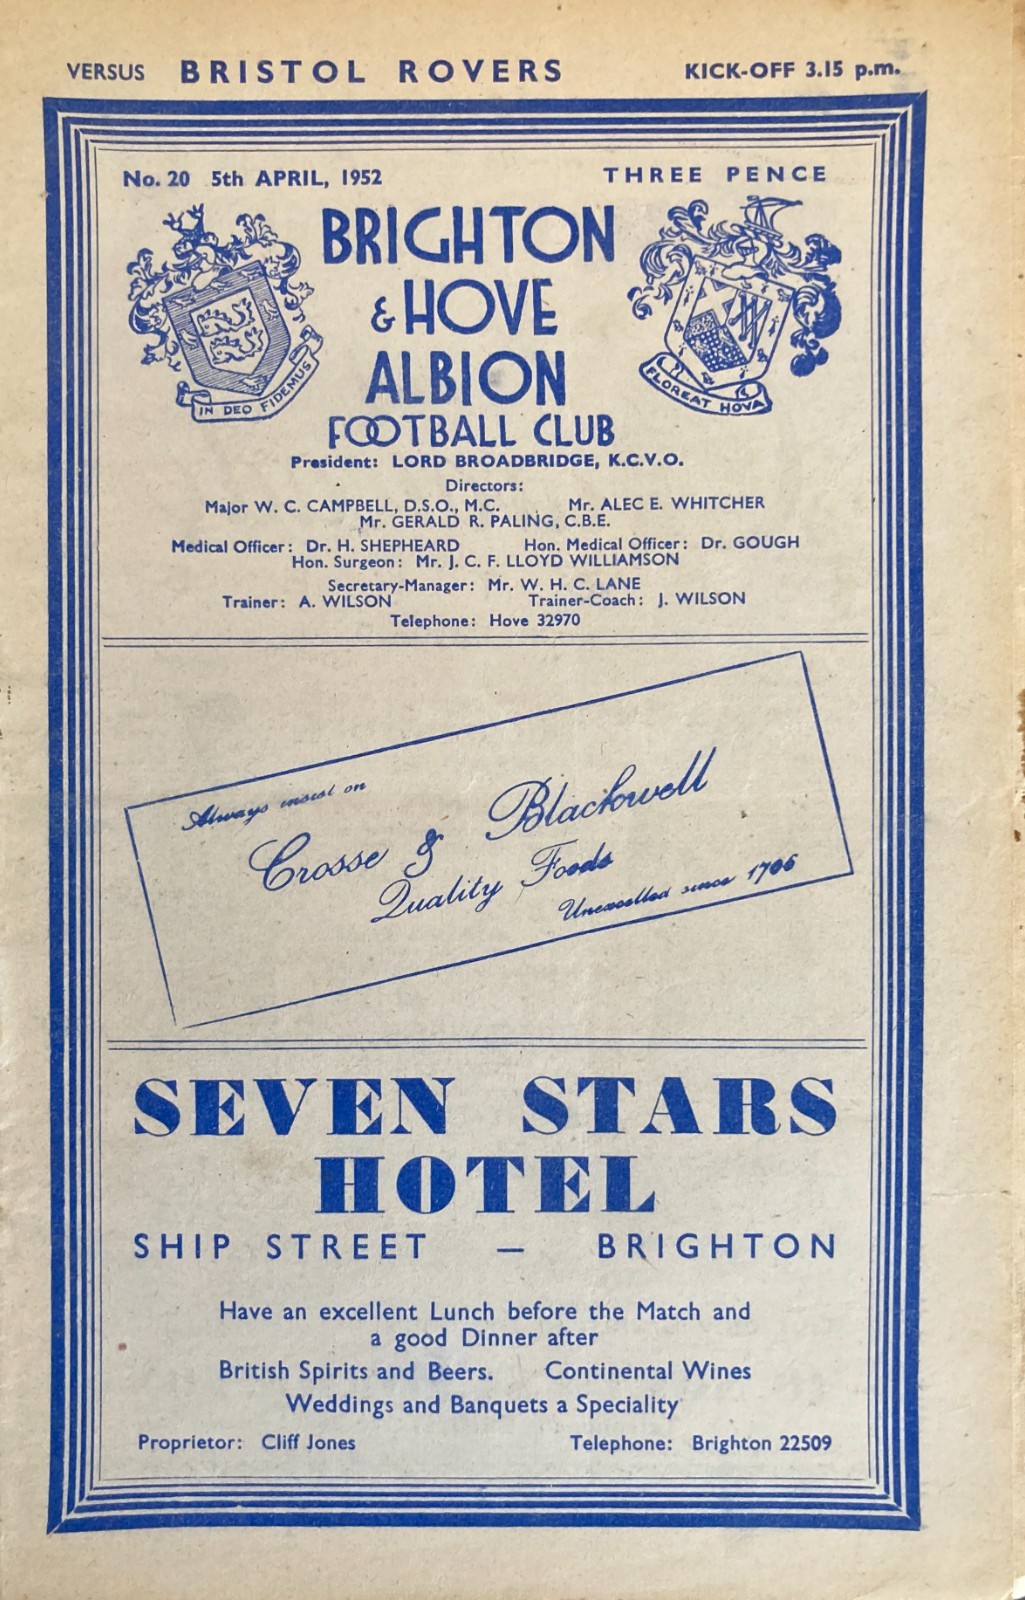 VERSUS BRISTOL ROVERS KICK-OFF 3.15 p.m.
No. 20 5th APRIL, 1952 THREE PENCE
BRIGHTON
& HOVE
ALBION
FOOTBALL CLUB
IN DEO FIDEMUS
FLOREAT HOVA
President: LORD BROADBRIDGE, K.C.V.O.
Directors:
Major W. C. CAMPBELL, D.S.O., M.C. Mr. ALEC E. WHITCHER
Mr. GERALD R. PALING, C.B.E.
Medical Officer: Dr. H. SHEPHEARD Hon. Medical Officer: Dr. GOUGH
Hon. Surgeon: Mr. J. C. F. LLOYD WILLIAMSON
Secretary-Manager: Mr. W. H. C. LANE
Trainer: A. WILSON Trainer-Coach: J. WILSON
Telephone: Hove 32970
Always insist on
Crosse & Blackwell
Quality Foods
Unexcelled since 1706
SEVEN STARS
HOTEL
SHIP STREET — BRIGHTON
Have an excellent Lunch before the Match and
a good Dinner after
British Spirits and Beers. Continental Wines
Weddings and Banquets a Speciality
Proprietor: Cliff Jones Telephone: Brighton 22509